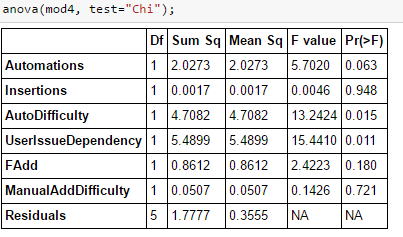 anova(mod4, test="Chi");
Df Sum Sq Mean Sq F value Pr(>F)
Automations 1 2.0273 2.0273 5.7020 0.063
Insertions 1 0.0017 0.0017 0.0046 0.948
AutoDifficulty 1 4.7082 4.7082 13.2424 0.015
UserIssueDependency 1 5.4899 5.4899 15.4410 0.011
FAdd 1 0.8612 0.8612 2.4223 0.180
ManualAddDifficulty 1 0.0507 0.0507 0.1426 0.721
Residuals 5 1.7777 0.3555 NA NA